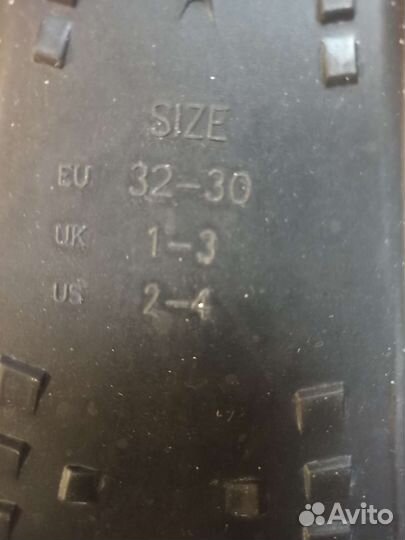 SIZE
EU 32-30
UK 1-3
US 2-4
Avito